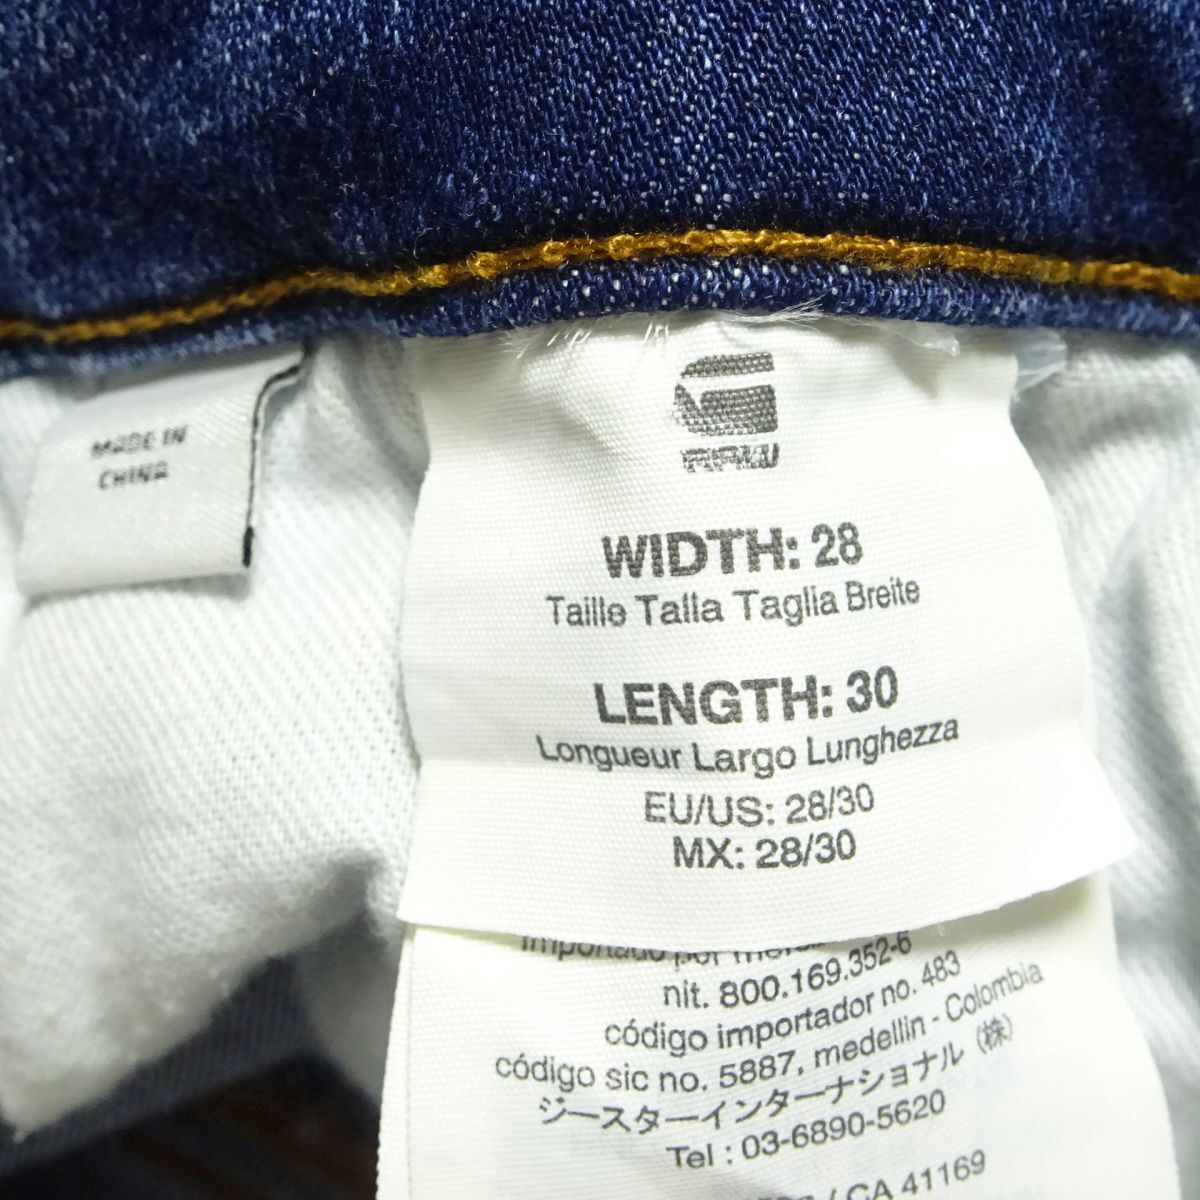 MADE IN
CHINA
RAW
WIDTH: 28
Taille Talla Taglia Breite
LENGTH: 30
Longueur Largo Lunghezza
EU/US: 28/30
MX: 28/30
Importado por
nit. 800.169.352-6
código importador no. 483
código sic no. 5887, medellin - Colombia
ジースターインターナショナル（株）
Tel : 03-6890-5620
/ CA 41169